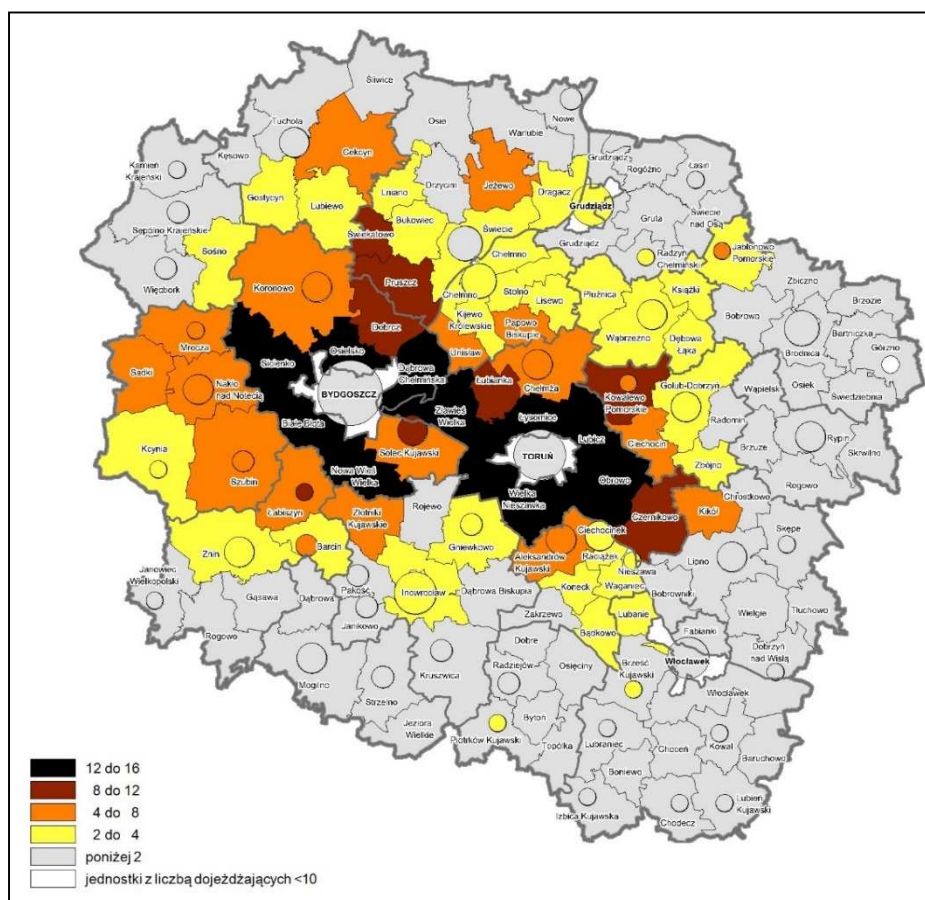 Śliwice
Tuchola
Osie
Nowe
Warlubie
Cekcyn
Kęsowo
Kamień
Krajeński
Grudziądz
Rogóźno
Łasin
Drzycim
Jeżewo
Dragacz
Gostycyn
Lubiewo
Lniano
Bukowiec
Grudziądz
Gruta
Świecie
nad Osą
Sępólno Krajeńskie
Sośno
Świekatowo
Świecie
Chełmno
Grudziądz
Radzyń
Chełmiński
Jabłonowo
Pomorskie
Więcbork
Koronowo
Pruszcz
Chełmno
Stolno
Lisewo
Płużnica
Książki
Zbiczno
Bobrowo
Brzozie
Bartniczka
Górzno
Dobrcz
Kijewo
Królewskie
Papowo
Biskupie
Wąbrzeźno
Dębowa
Łąka
Brodnica
Mrocza
Sadki
Nakło
nad Notecią
Sicienko
Osielsko
Dąbrowa
Chełmińska
Unisław
Chełmża
Łubianka
Kowalewo
Pomorskie
Golub-Dobrzyń
Wąpielsk
Osiek
Świedziebnia
BYDGOSZCZ
Zławieś
Wielka
Łysomice
Radomin
Białe Błota
Solec Kujawski
TORUŃ
Lubicz
Ciechocin
Zbójno
Brzuze
Rypin
Skrwilno
Kcynia
Szubin
Nowa Wieś
Wielka
Wielka
Nieszawka
Obrowo
Rogowo
Łabiszyn
Złotniki
Kujawskie
Rojewo
Czernikowo
Kikół
Chrostkowo
Żnin
Barcin
Gniewkowo
Aleksandrów
Kujawski
Ciechocinek
Raciążek
Nieszawa
Lipno
Skępe
Janowiec
Wielkopolski
Gąsawa
Dąbrowa
Pakość
Inowrocław
Dąbrowa Biskupia
Koneck
Waganiec
Bobrowniki
Wielgie
Tłuchowo
Rogowo
Janikowo
Zakrzewo
Bądkowo
Lubanie
Fabianki
Dobrzyń
nad Wisłą
Mogilno
Strzelno
Kruszwica
Dobre
Radziejów
Osięciny
Brześć
Kujawski
Włocławek
Jeziora
Wielkie
Piotrków Kujawski
Bytoń
Topólka
Lubraniec
Włocławek
Choceń
Kowal
Baruchowo
Boniewo
Izbica Kujawska
Chodecz
Lubień
Kujawski
12 do 16
8 do 12
4 do 8
2 do 4
poniżej 2
jednostki z liczbą dojeżdżających <10